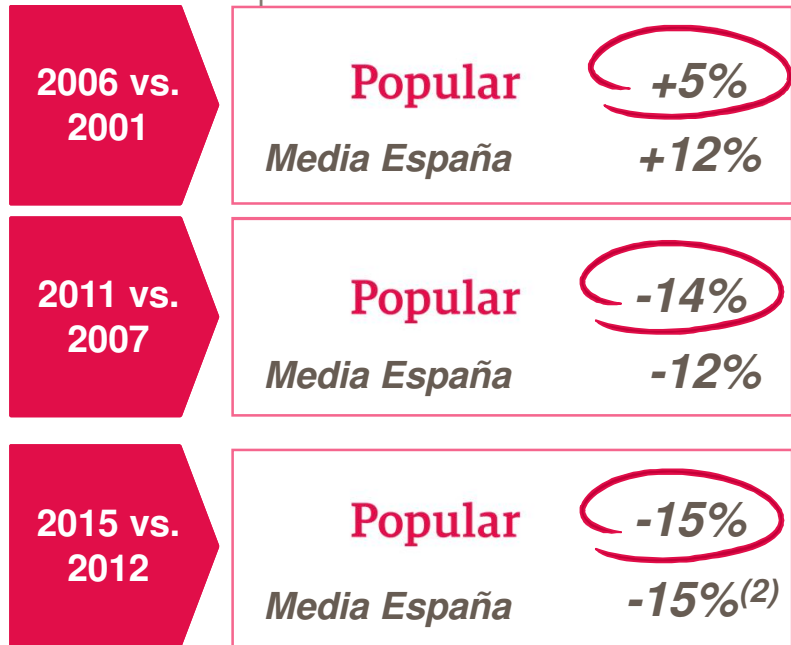 2006 vs.
2001
Popular +5%
Media España +12%
2011 vs.
2007
Popular -14%
Media España -12%
2015 vs.
2012
Popular -15%
Media España -15%(2)